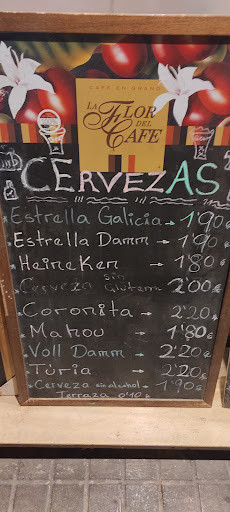 CAFÉ EN GRANO
LA
FLOR
DEL
CAFÉ
CERVEZAS
Estrella Galicia → 1'90
Estrella Damm → 1'90
Heineken → 1'80
Cerveza sin Gluten → 2'00€
Coronita → 2'20€
Mahou → 1'80€
Voll Damm → 2'20€
Túria → 2'20€
Cerveza sin alcohol → 1'90€
Terraza 0'10€